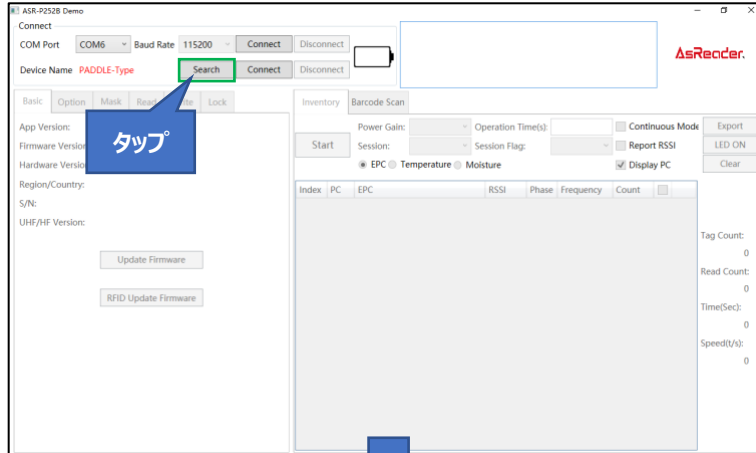 ASR-P252B Demo
Connect
COM Port COM6 Baud Rate 115200 Connect Disconnect
Device Name PADDLE-Type Search Connect Disconnect
AsReader.
Basic Option Mask Read Lock
タップ
App Version:
Firmware Version
Hardware Version
Region/Country:
S/N:
UHF/HF Version:
Update Firmware
RFID Update Firmware
Inventory Barcode Scan
Start
Power Gain: Operation Time(s): Continuous Mode Export
Session: Session Flag: Report RSSI LED ON
EPC Temperature Moisture Display PC Clear
Index PC EPC RSSI Phase Frequency Count
Tag Count:
0
Read Count:
0
Time(Sec):
0
Speed(t/s):
0